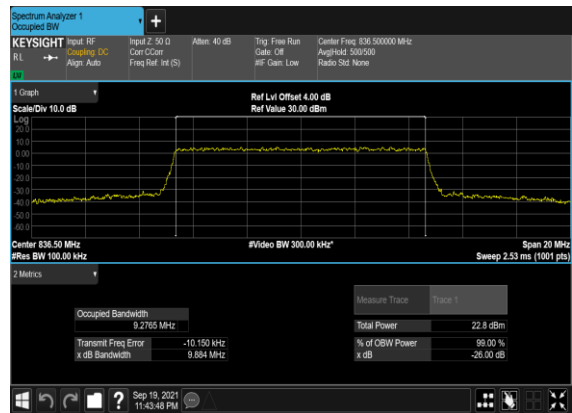 Spectrum Analyzer 1
Occupied BW
+
KEYSIGHT Input: RF Input Z: 50 Ω Atten: 40 dB Trig: Free Run Center Freq: 836.500000 MHz
R L Coupling: DC Corr CCorr Gate: Off Avg|Hold: 500/500
Align: Auto Freq Ref: Int (S) #IF Gain: Low Radio Std: None
1 Graph
Ref Lvl Offset 4.00 dB
Scale/Div 10.0 dB Ref Value 30.00 dBm
Log
20.0
10.0
0.00
-10.0
-20.0
-30.0
-40.0
-50.0
-60.0
Center 836.50 MHz #Video BW 300.00 kHz* Span 20 MHz
#Res BW 100.00 kHz Sweep 2.53 ms (1001 pts)
2 Metrics
Measure Trace Trace 1
Occupied Bandwidth
9.2765 MHz Total Power 22.8 dBm
Transmit Freq Error -10.150 kHz % of OBW Power 99.00 %
x dB Bandwidth 9.884 MHz x dB -26.00 dB
? Sep 19, 2021
11:43:48 PM